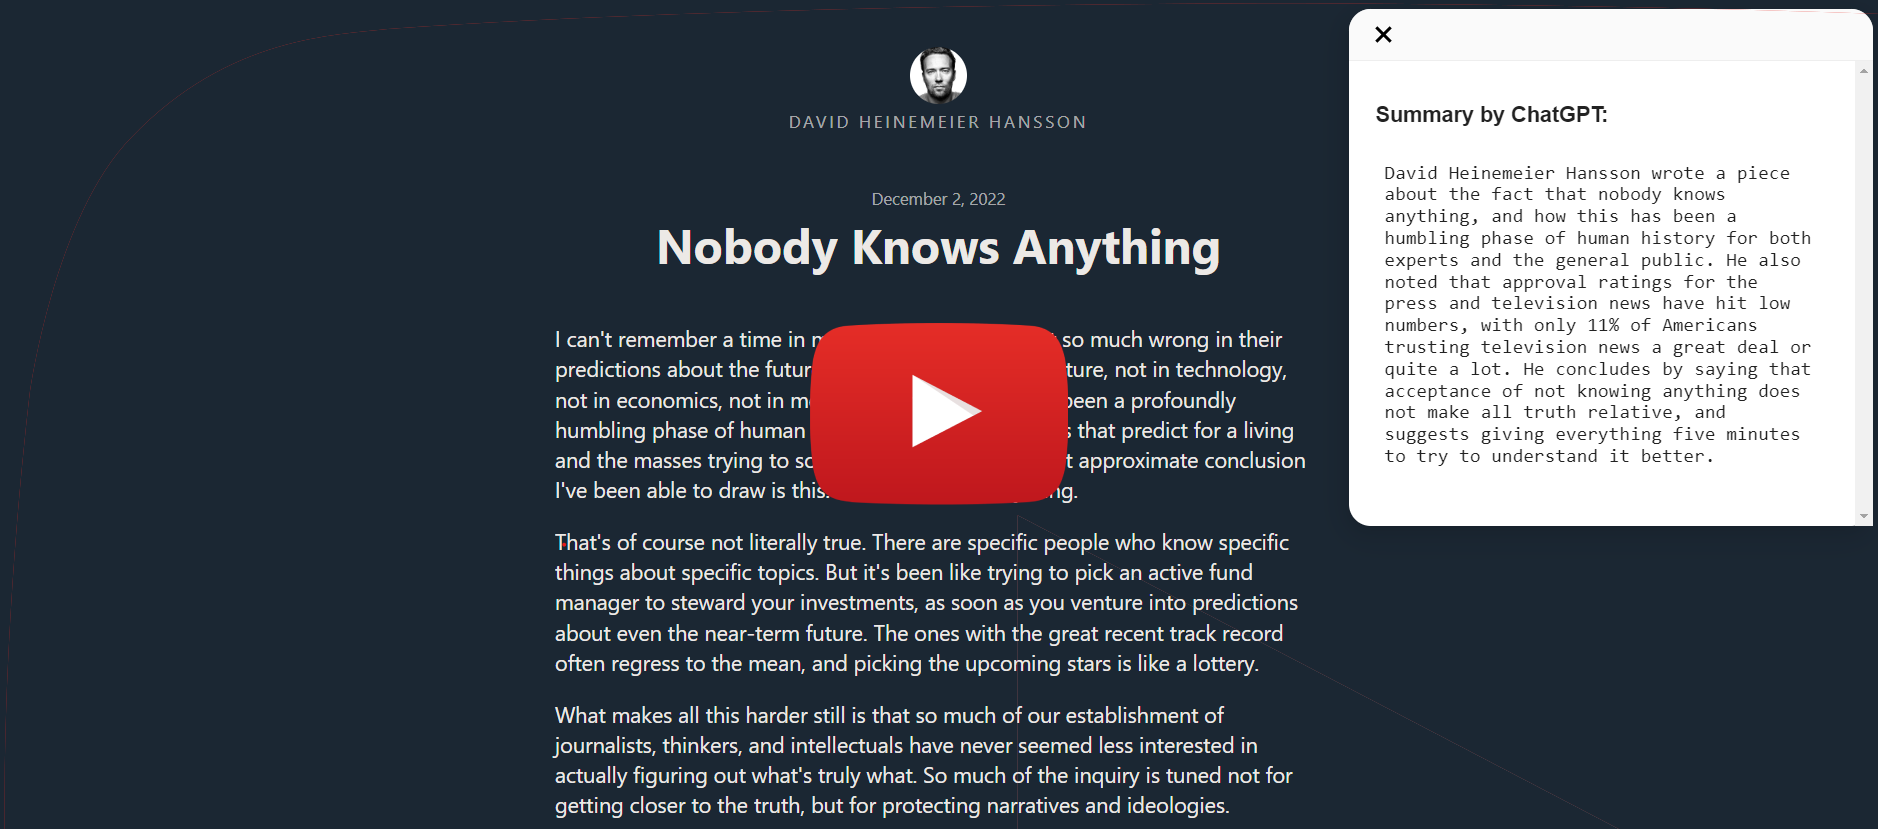 DAVID HEINEMEIER HANSSON
December 2, 2022
Nobody Knows Anything
I can't remember a time in so much wrong in their
predictions about the not in technology,
not in economics, not in been a profoundly
humbling phase of human that predict for a living
and the masses trying to approximate conclusion
I've been able to draw is this.
That's of course not literally true. There are specific people who know specific
things about specific topics. But it's been like trying to pick an active fund
manager to steward your investments, as soon as you venture into predictions
about even the near-term future. The ones with the great recent track record
often regress to the mean, and picking the upcoming stars is like a lottery.
What makes all this harder still is that so much of our establishment of
journalists, thinkers, and intellectuals have never seemed less interested in
actually figuring out what's truly what. So much of the inquiry is tuned not for
getting closer to the truth, but for protecting narratives and ideologies.
Summary by ChatGPT:
David Heinemeier Hansson wrote a piece
about the fact that nobody knows
anything, and how this has been a
humbling phase of human history for both
experts and the general public. He also
noted that approval ratings for the
press and television news have hit low
numbers, with only 11% of Americans
trusting television news a great deal or
quite a lot. He concludes by saying that
acceptance of not knowing anything does
not make all truth relative, and
suggests giving everything five minutes
to try to understand it better.